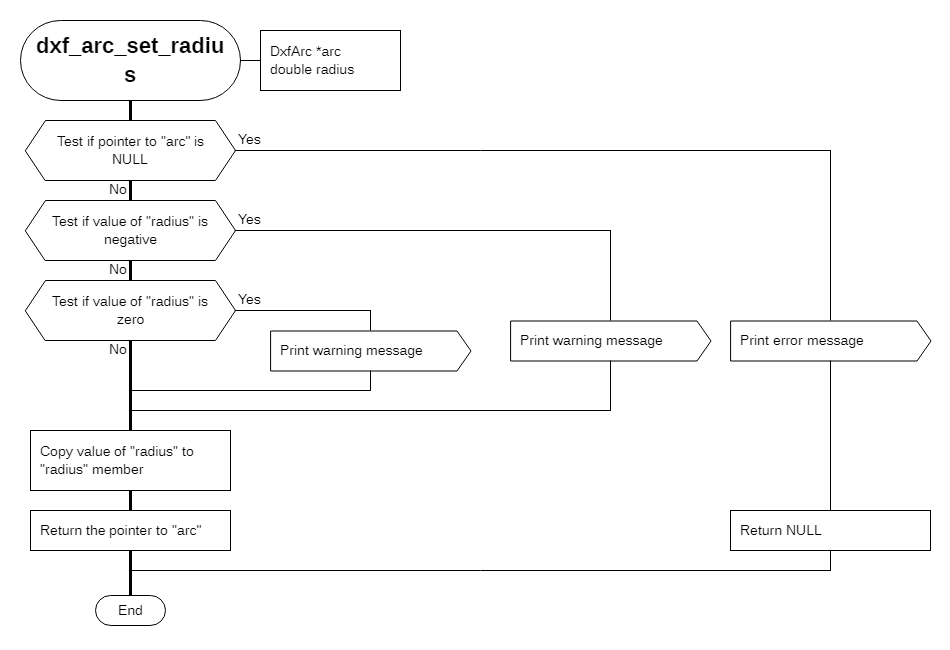 dxf_arc_set_radiu
s
DxfArc *arc
double radius
Test if pointer to "arc" is
NULL
Yes
No
Test if value of "radius" is
negative
Yes
No
Test if value of "radius" is
zero
Yes
No
Print warning message
Print warning message
Print error message
Copy value of "radius" to
"radius" member
Return the pointer to "arc"
Return NULL
End